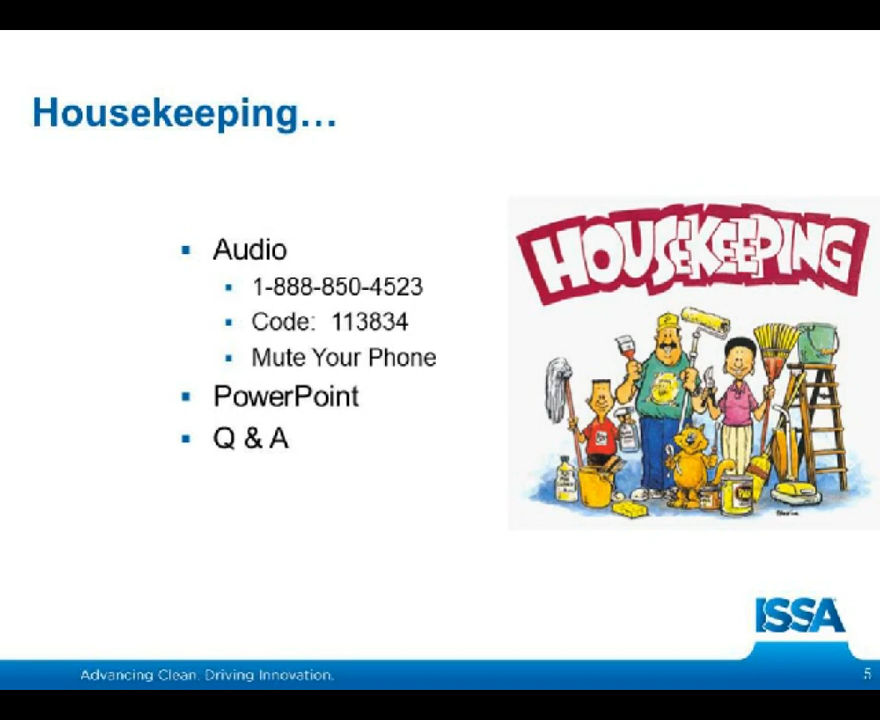 Housekeeping...
Audio
1-888-850-4523
Code: 113834
Mute Your Phone
PowerPoint
Q & A
HOUSEKEEPING
ISSA
Advancing Clean. Driving Innovation.
5